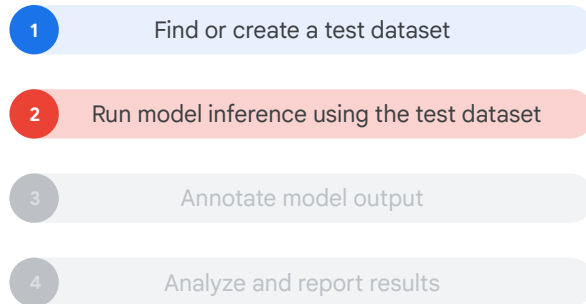 1 Find or create a test dataset
2 Run model inference using the test dataset
3 Annotate model output
4 Analyze and report results